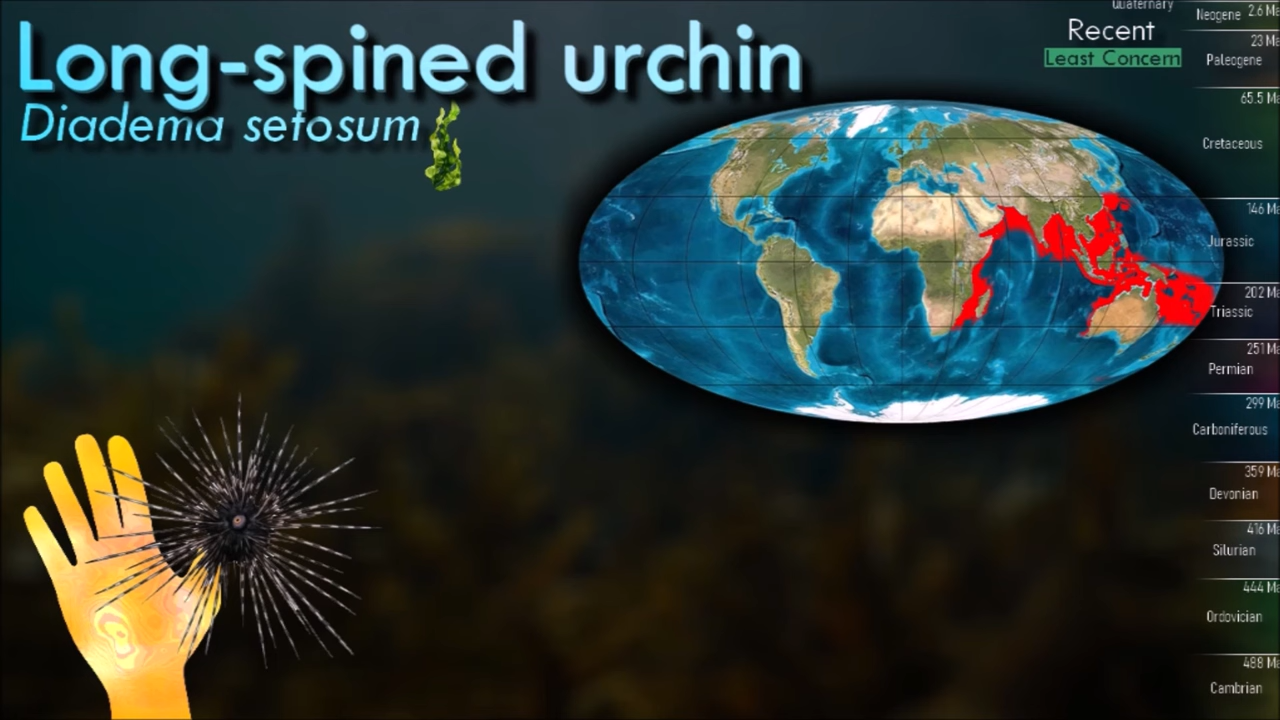 Long-spined urchin
Diadema setosum
Quaternary
Recent
Least Concern
Neogene 2.6 Ma
23 Ma
Paleogene
65.5 Ma
Cretaceous
146 Ma
Jurassic
202 Ma
Triassic
251 Ma
Permian
299 Ma
Carboniferous
359 Ma
Devonian
416 Ma
Silurian
444 Ma
Ordovician
488 Ma
Cambrian